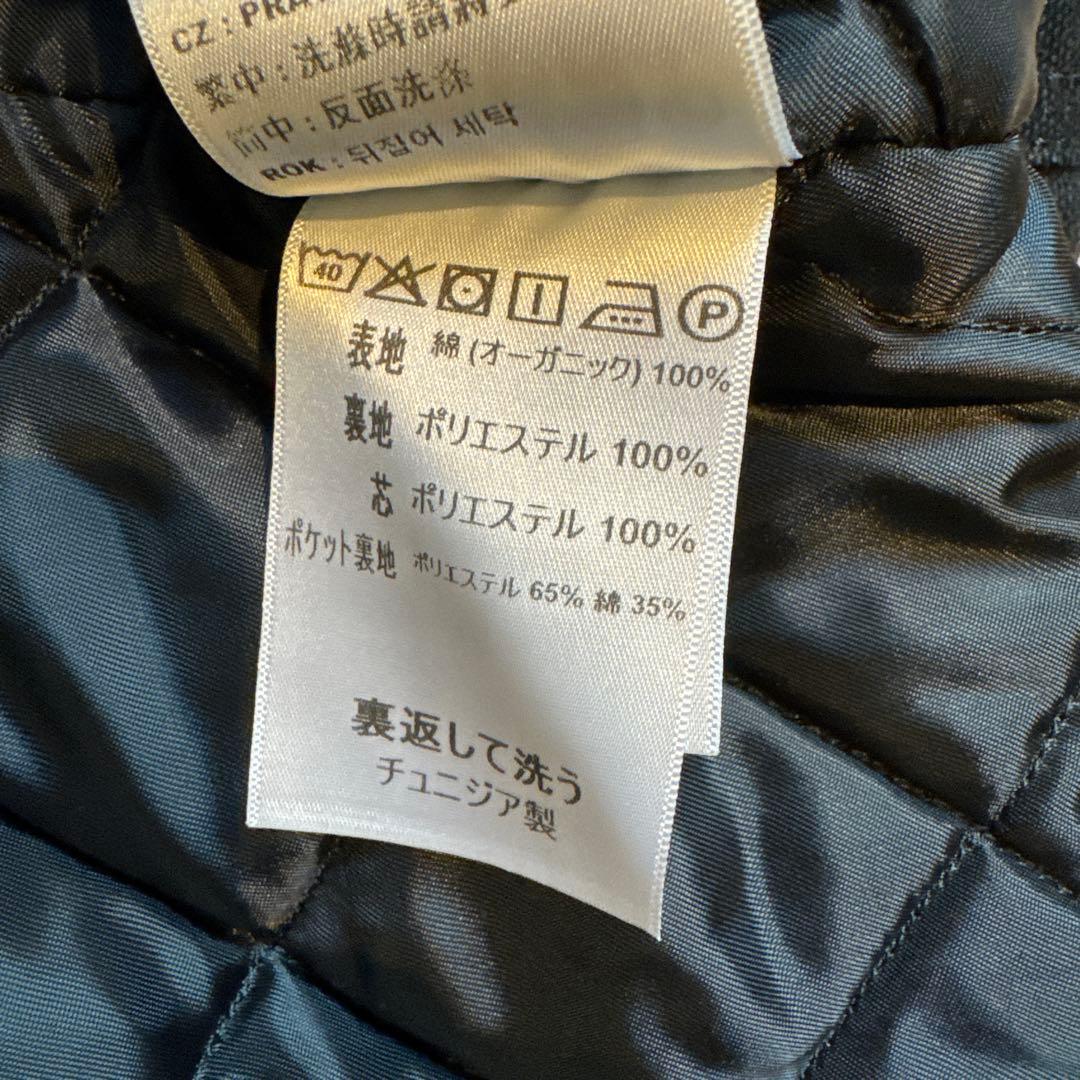 CZ : PRA
繁中 : 洗滌時請將
简中 : 反面洗涤
ROK : 뒤집어 세탁
40 P
表地 綿 (オーガニック) 100%
裏地 ポリエステル 100%
芯 ポリエステル 100%
ポケット裏地 ポリエステル 65% 綿 35%
裏返して洗う
チュニジア製